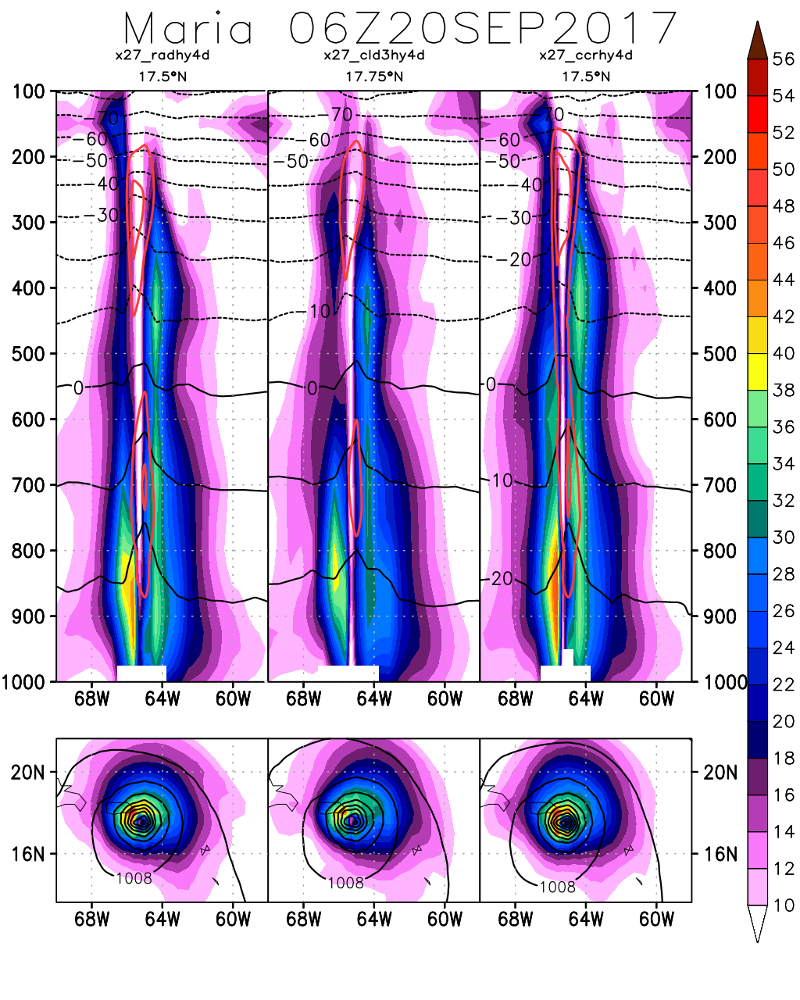 Maria 06Z20SEP2017
x27_radhy4d x27_cld3hy4d x27_ccrhy4d
17.5°N 17.75°N 17.5°N
100 -70 -70 70 100
-60 -60 -60
200 -50 -50 -50 200
-40 40
300 -30 -30 300
-20
400 -10 400
500 0 0 0 500
600 600
700 10 700
800 20 800
900 900
1000 1000
68W 64W 60W 68W 64W 60W 68W 64W 60W
20N 20N
16N 16N
1008 1008 1008
68W 64W 60W 68W 64W 60W 68W 64W 60W
56
54
52
50
48
46
44
42
40
38
36
34
32
30
28
26
24
22
20
18
16
14
12
10